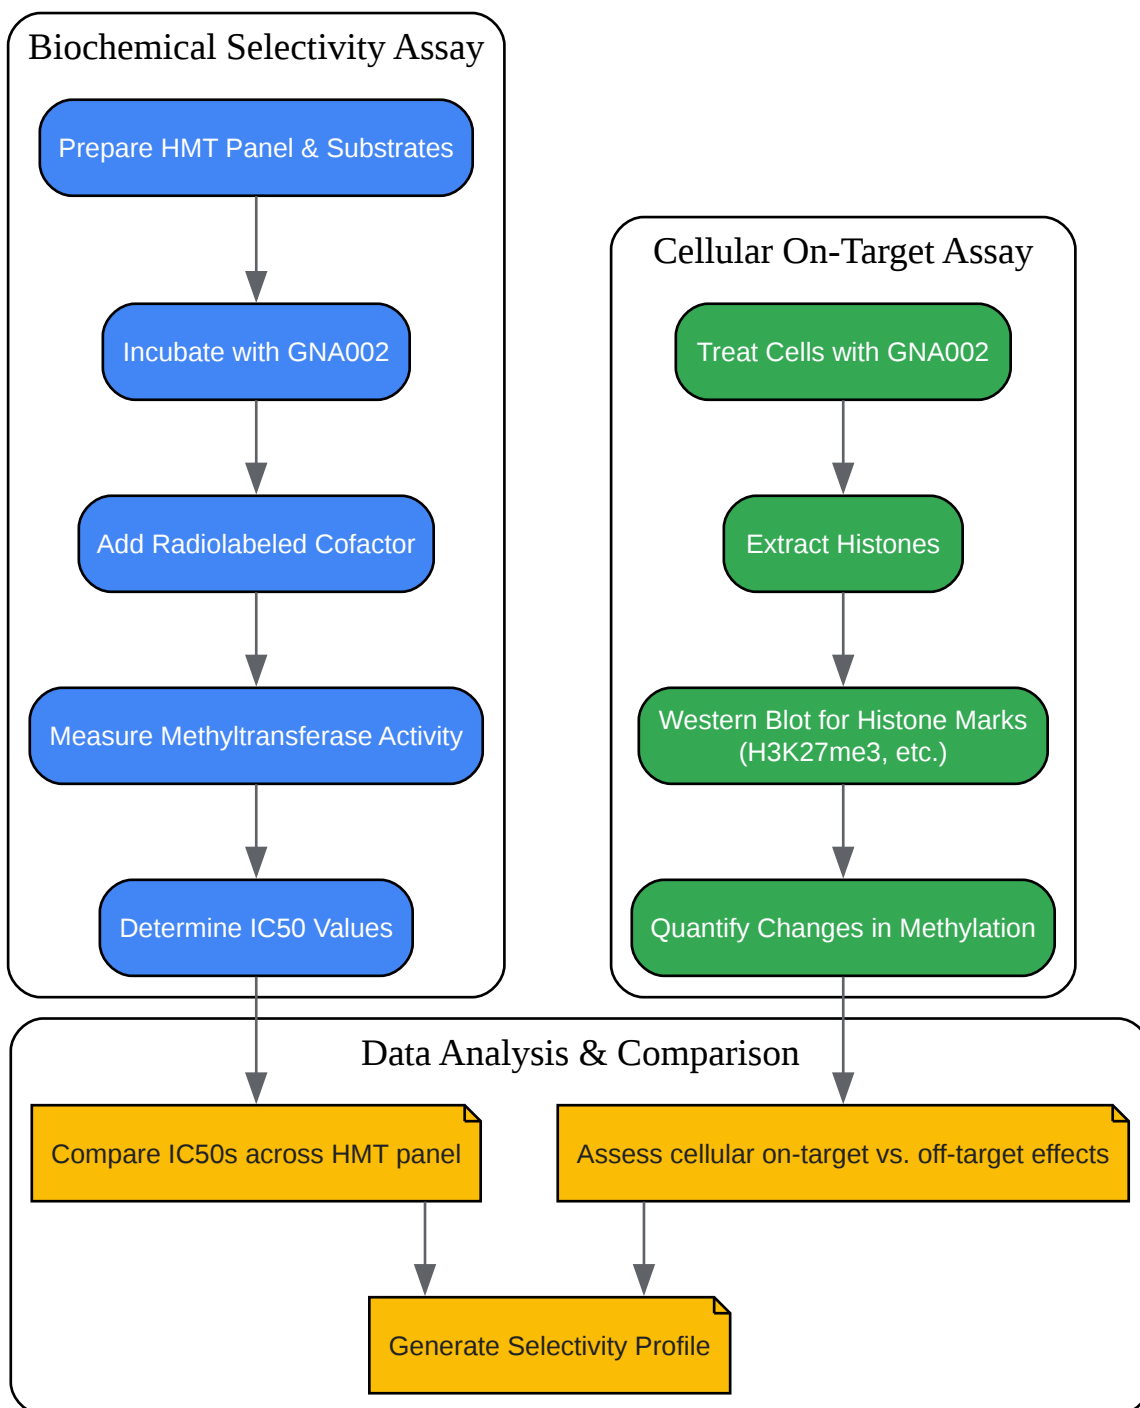 Biochemical Selectivity Assay
Prepare HMT Panel & Substrates
Incubate with GNA002
Add Radiolabeled Cofactor
Measure Methyltransferase Activity
Determine IC50 Values
Cellular On-Target Assay
Treat Cells with GNA002
Extract Histones
Western Blot for Histone Marks
(H3K27me3, etc.)
Quantify Changes in Methylation
Data Analysis & Comparison
Compare IC50s across HMT panel
Assess cellular on-target vs. off-target effects
Generate Selectivity Profile